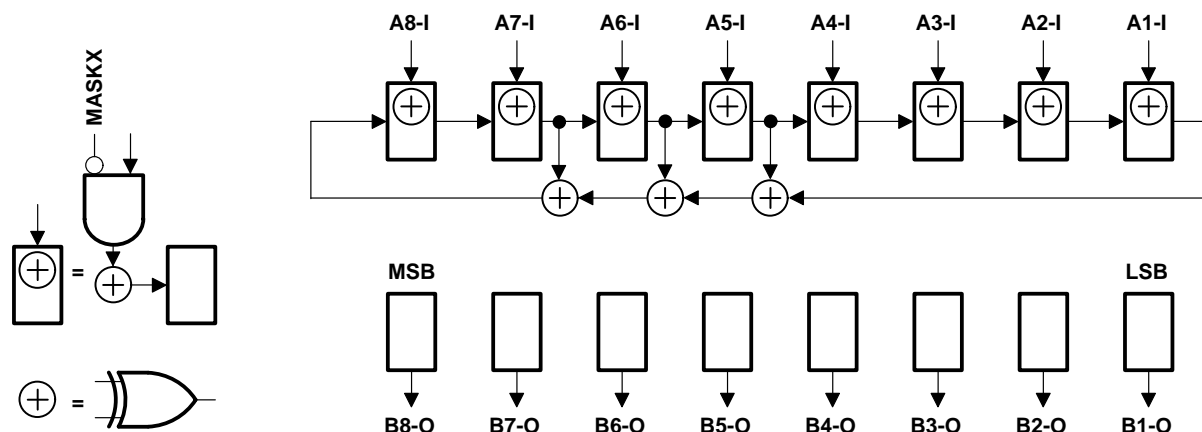 A8-I A7-I A6-I A5-I A4-I A3-I A2-I A1-I
MASKX
=
MSB LSB
=
B8-O B7-O B6-O B5-O B4-O B3-O B2-O B1-O